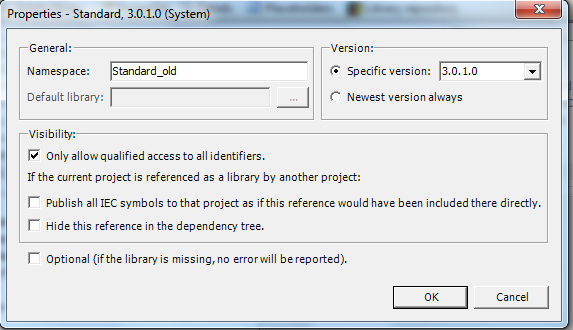 Placeholders
Library repository
Properties - Standard, 3.0.1.0 (System)
General:
Namespace: Standard_old
Default library: ...
Version:
Specific version: 3.0.1.0
Newest version always
Visibility:
Only allow qualified access to all identifiers.
If the current project is referenced as a library by another project:
Publish all IEC symbols to that project as if this reference would have been included there directly.
Hide this reference in the dependency tree.
Optional (if the library is missing, no error will be reported).
OK Cancel